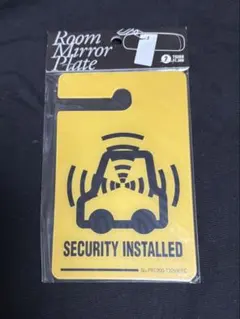 Room
Mirror
Plate
SECURITY INSTALLED